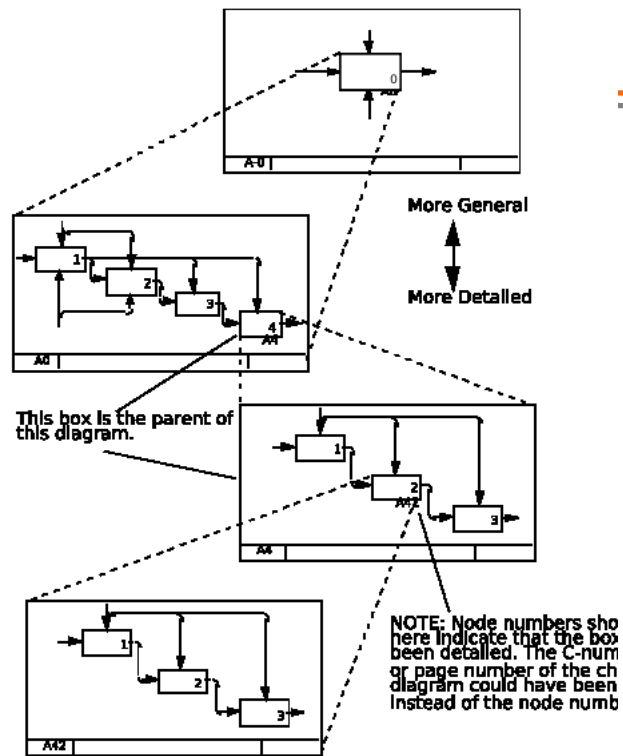 0
A0
A-0
More General
More Detailed
1
2
3
4
A4
A0
This box is the parent of
this diagram.
1
2
A42
3
A4
NOTE: Node numbers sho
here indicate that the box
been detailed. The C-num
or page number of the ch
diagram could have been
instead of the node numb
1
2
3
A42